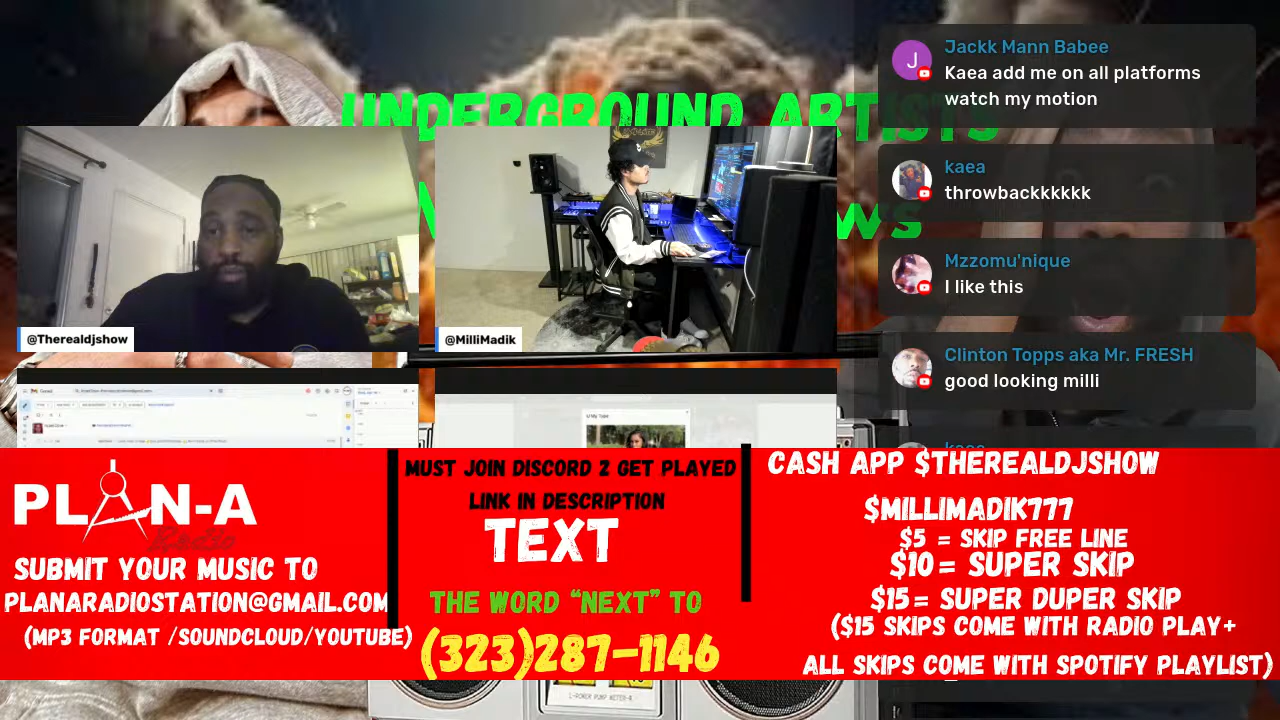 Jackk Mann Babee
Kaea add me on all platforms
watch my motion
UNDERGROUND ARTISTS
kaea
throwbackkkkkk
Mzzomu'nique
I like this
@Therealdjshow
@MilliMadik
Clinton Topps aka Mr. FRESH
good looking milli
kaea
PLAN-A
Radio
SUBMIT YOUR MUSIC TO
PLANARADIOSTATION@GMAIL.COM
(MP3 FORMAT /SOUNDCLOUD/YOUTUBE)
MUST JOIN DISCORD 2 GET PLAYED
LINK IN DESCRIPTION
TEXT
THE WORD “NEXT” TO
(323)287-1146
CASH APP $THEREALDJSHOW
$MILLIMADIK777
$5 = SKIP FREE LINE
$10 = SUPER SKIP
$15= SUPER DUPER SKIP
($15 SKIPS COME WITH RADIO PLAY+
ALL SKIPS COME WITH SPOTIFY PLAYLIST)